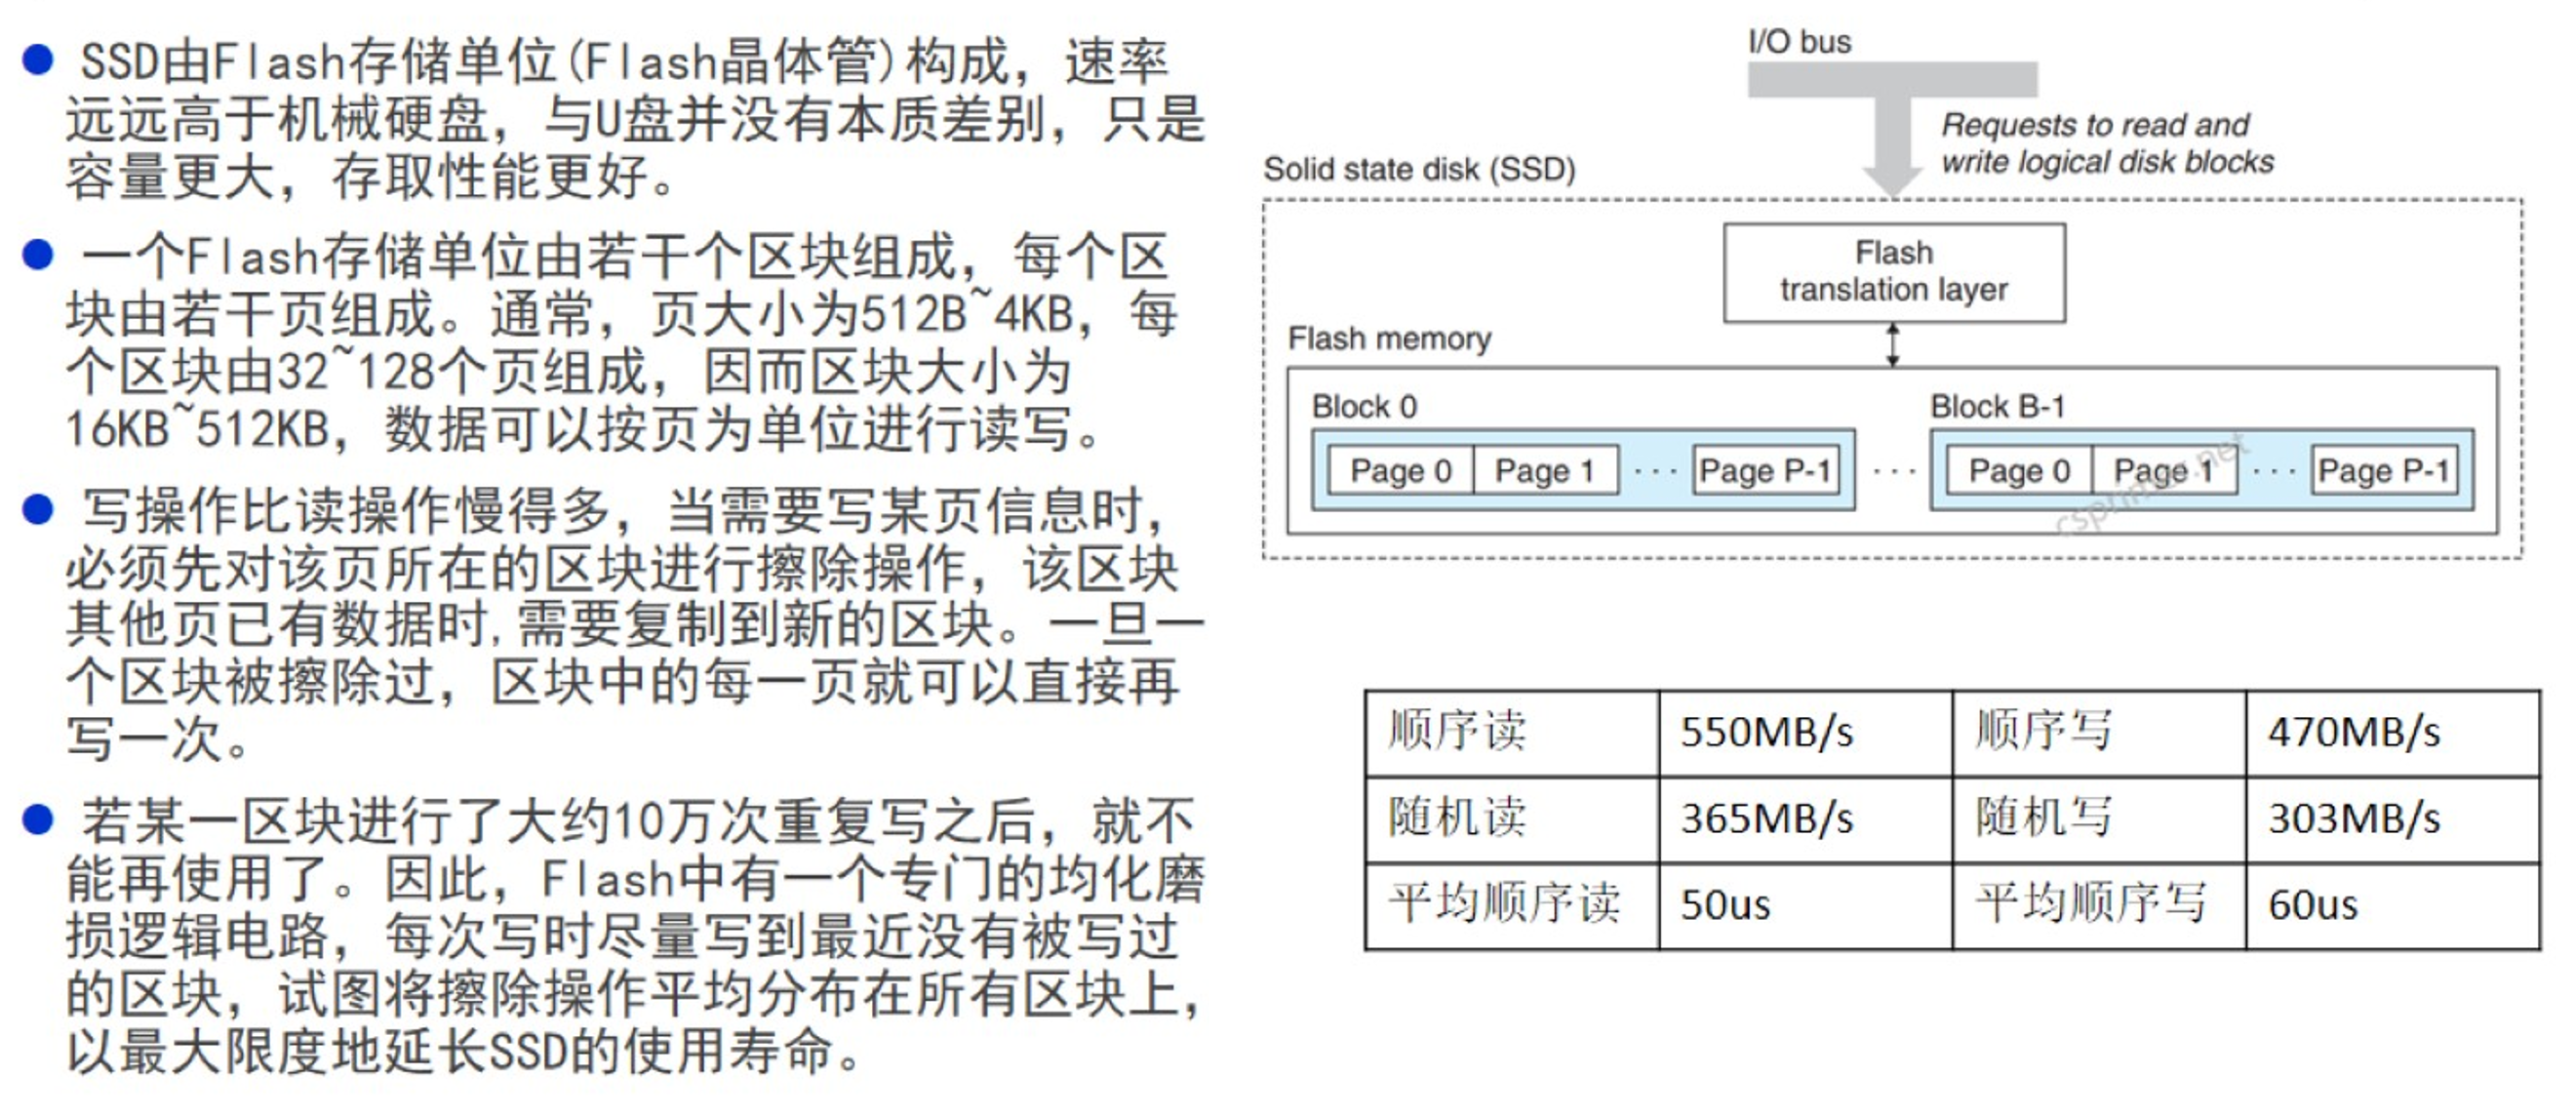 SSD由Flash存储单位(Flash晶体管)构成，速率
远远高于机械硬盘，与U盘并没有本质差别，只是
容量更大，存取性能更好。
一个Flash存储单位由若干个区块组成，每个区
块由若干页组成。通常，页大小为512B~4KB，每
个区块由32~128个页组成，因而区块大小为
16KB~512KB，数据可以按页为单位进行读写。
写操作比读操作慢得多，当需要写某页信息时，
必须先对该页所在的区块进行擦除操作，该区块
其他页已有数据时,需要复制到新的区块。一旦一
个区块被擦除过，区块中的每一页就可以直接再
写一次。
若某一区块进行了大约10万次重复写之后，就不
能再使用了。因此，Flash中有一个专门的均化磨
损逻辑电路，每次写时尽量写到最近没有被写过
的区块，试图将擦除操作平均分布在所有区块上，
以最大限度地延长SSD的使用寿命。
I/O bus
Requests to read and
write logical disk blocks
Solid state disk (SSD)
Flash
translation layer
Flash memory
Block 0
Block B-1
Page 0 Page 1 ··· Page P-1 ··· Page 0 Page 1 ··· Page P-1
顺序读 550MB/s 顺序写 470MB/s
随机读 365MB/s 随机写 303MB/s
平均顺序读 50us 平均顺序写 60us